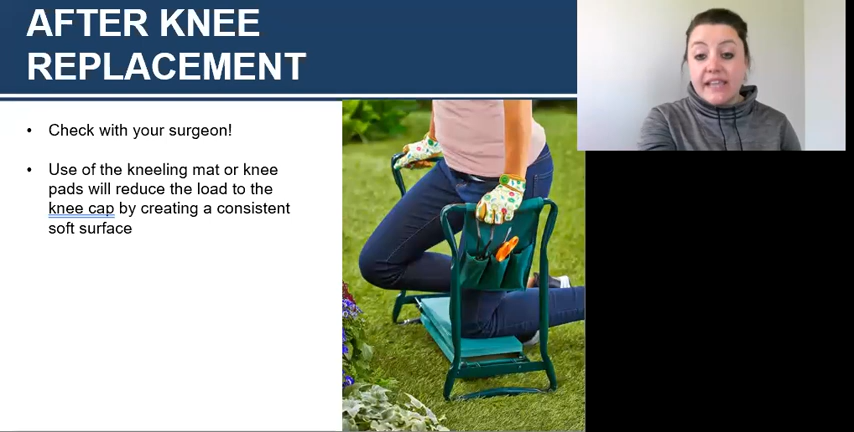 AFTER KNEE
REPLACEMENT
• Check with your surgeon!
• Use of the kneeling mat or knee
pads will reduce the load to the
knee cap by creating a consistent
soft surface